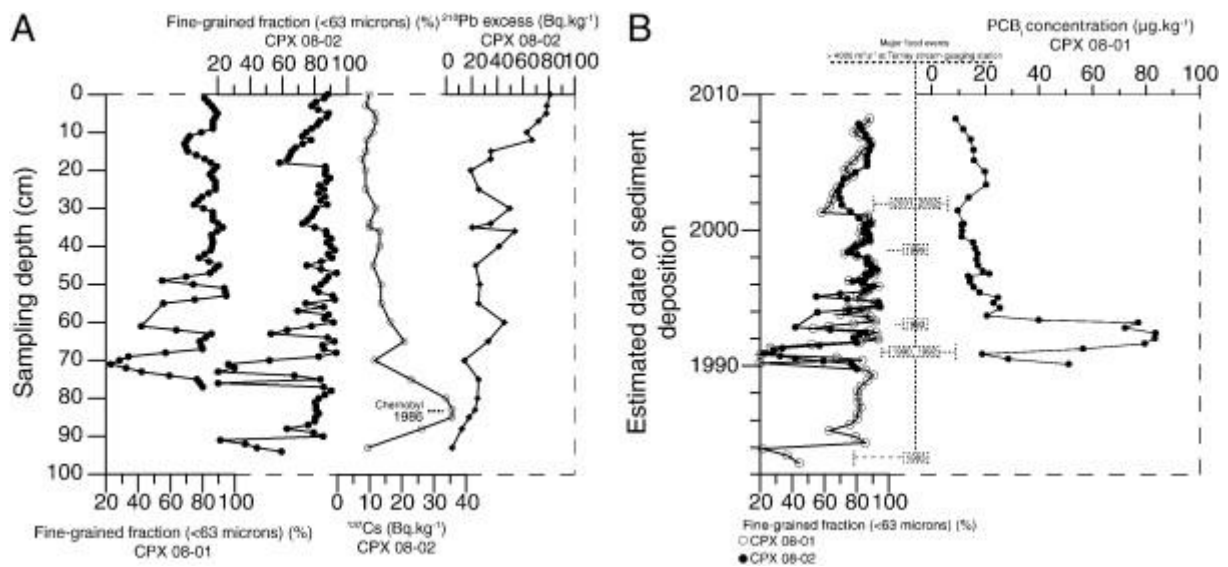 A
Fine-grained fraction (<63 microns) (%)
CPX 08-02
20 40 60 80 100
²¹⁰Pb excess (Bq.kg⁻¹)
CPX 08-02
0 20 40 60 80 100
Sampling depth (cm)
0
10
20
30
40
50
60
70
80
90
100
Chernobyl
1986
20 40 60 80 100
Fine-grained fraction (<63 microns) (%)
CPX 08-01
0 10 20 30 40
¹³⁷Cs (Bq.kg⁻¹)
CPX 08-02
B
Major flood events
at Ternay stream-gauging station
PCBᵢ concentration (µg.kg⁻¹)
CPX 08-01
0 20 40 60 80 100
Estimated date of sediment
deposition
2010
2000
1990
20 40 60 80 100
Fine-grained fraction (<63 microns) (%)
CPX 08-01
CPX 08-02